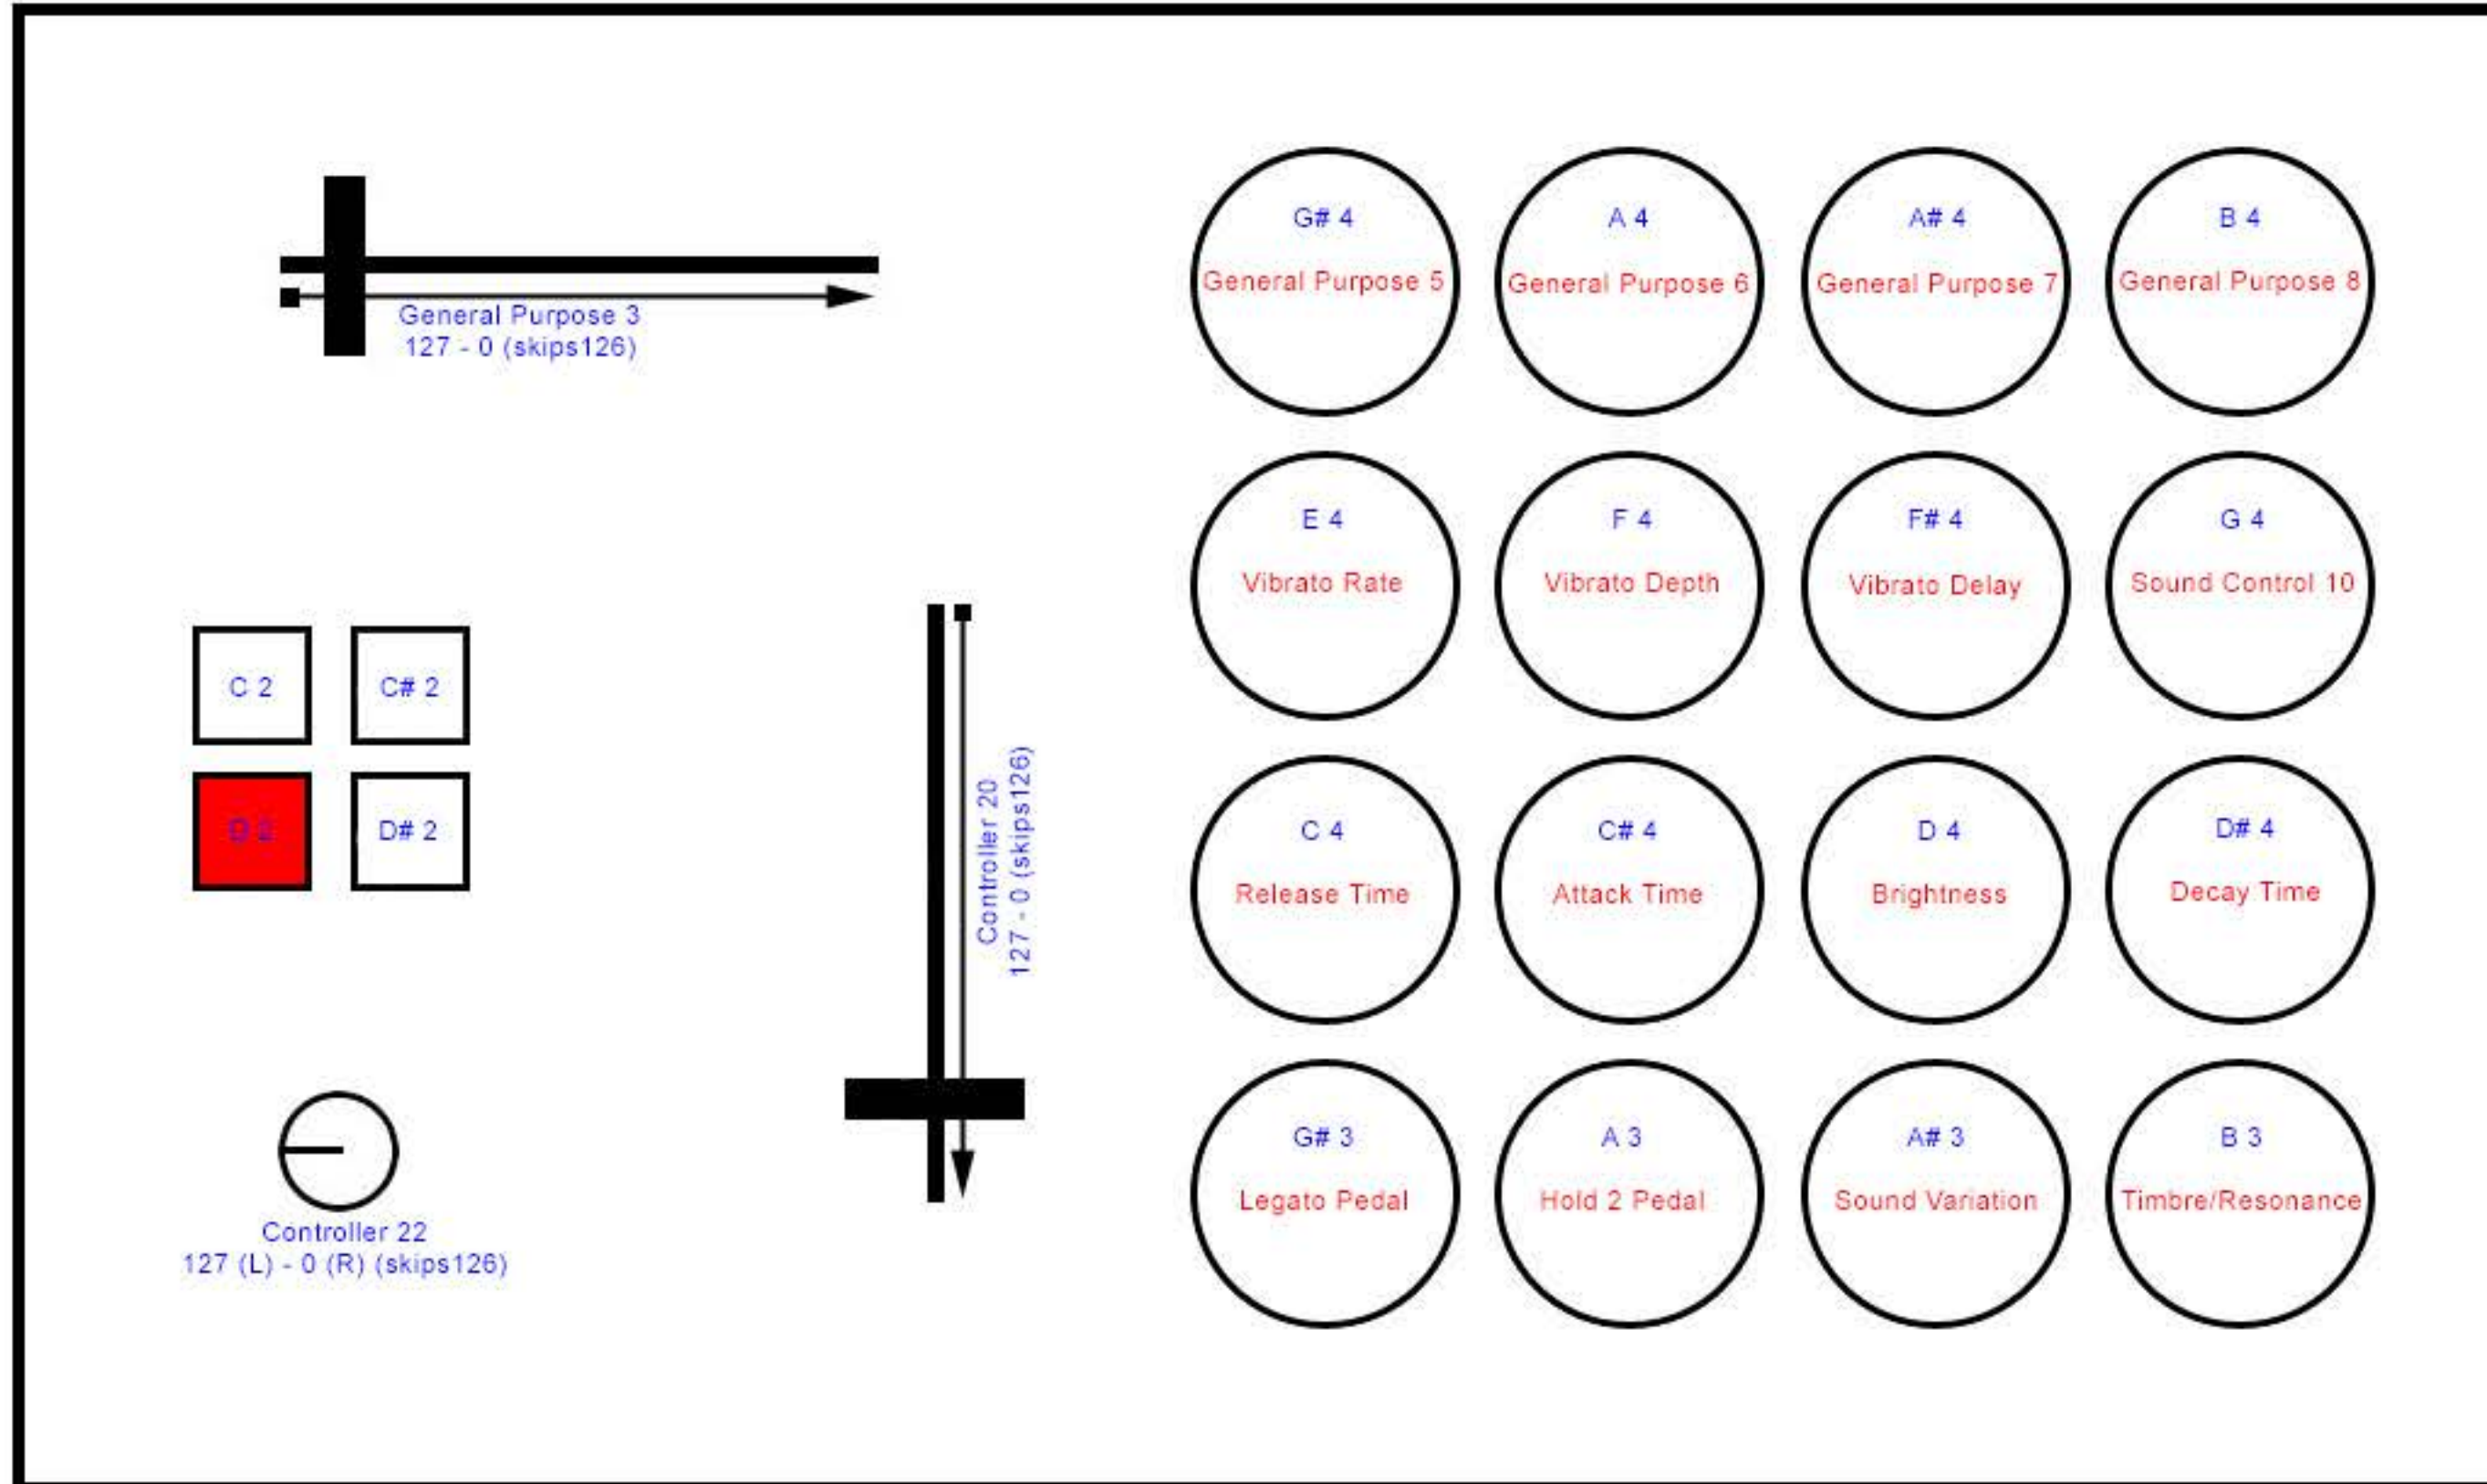 General Purpose 3
127 - 0 (skips126)
C 2
C# 2
D 2
D# 2
Controller 20
127 - 0 (skips126)
Controller 22
127 (L) - 0 (R) (skips126)
G# 4
General Purpose 5
A 4
General Purpose 6
A# 4
General Purpose 7
B 4
General Purpose 8
E 4
Vibrato Rate
F 4
Vibrato Depth
F# 4
Vibrato Delay
G 4
Sound Control 10
C 4
Release Time
C# 4
Attack Time
D 4
Brightness
D# 4
Decay Time
G# 3
Legato Pedal
A 3
Hold 2 Pedal
A# 3
Sound Variation
B 3
Timbre/Resonance